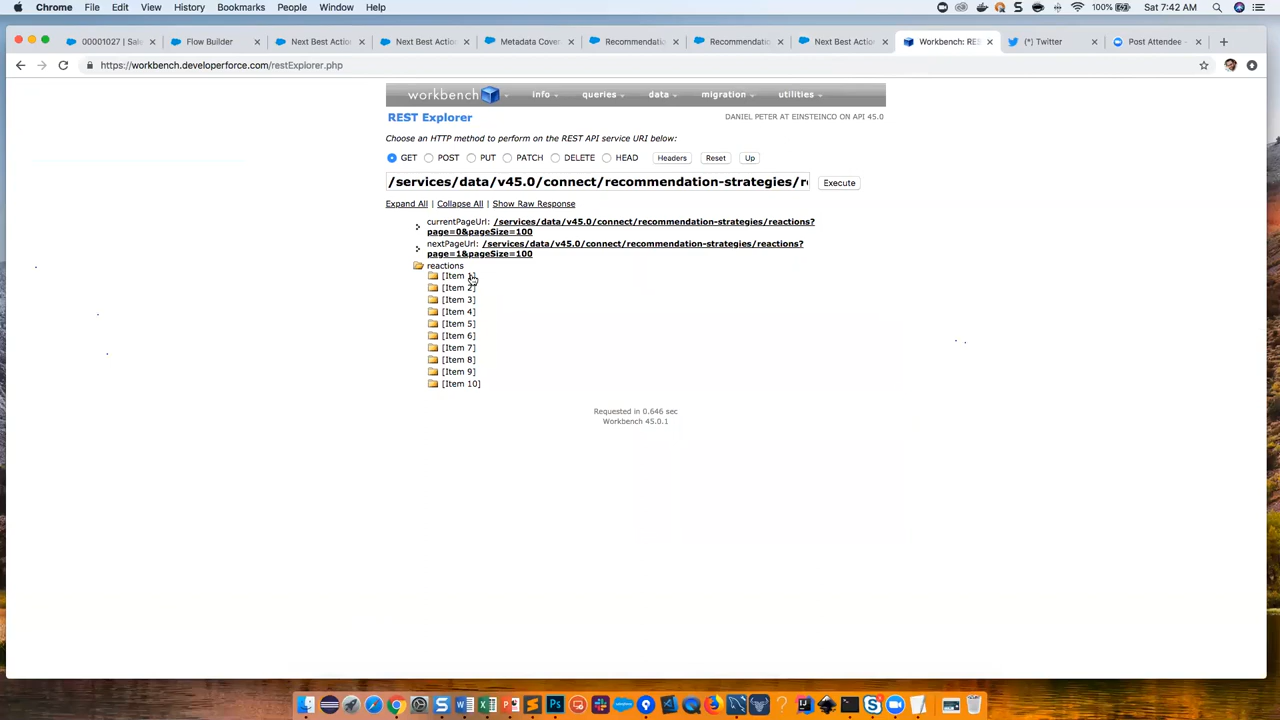 Chrome File Edit View History Bookmarks People Window Help 100% Sat 7:42 AM
00001027 | Sale Flow Builder Next Best Actio Next Best Action Metadata Cover Recommendatio Recommendation Next Best Action Workbench: RES (*) Twitter Post Attendee -
https://workbench.developerforce.com/restExplorer.php
workbench info queries data migration utilities
REST Explorer DANIEL PETER AT EINSTEINCO ON API 45.0
Choose an HTTP method to perform on the REST API service URI below:
GET POST PUT PATCH DELETE HEAD Headers Reset Up
/services/data/v45.0/connect/recommendation-strategies/re Execute
Expand All | Collapse All | Show Raw Response
currentPageUrl: /services/data/v45.0/connect/recommendation-strategies/reactions?
page=0&pageSize=100
nextPageUrl: /services/data/v45.0/connect/recommendation-strategies/reactions?
page=1&pageSize=100
reactions
[Item 1]
[Item 2]
[Item 3]
[Item 4]
[Item 5]
[Item 6]
[Item 7]
[Item 8]
[Item 9]
[Item 10]
Requested in 0.646 sec
Workbench 45.0.1